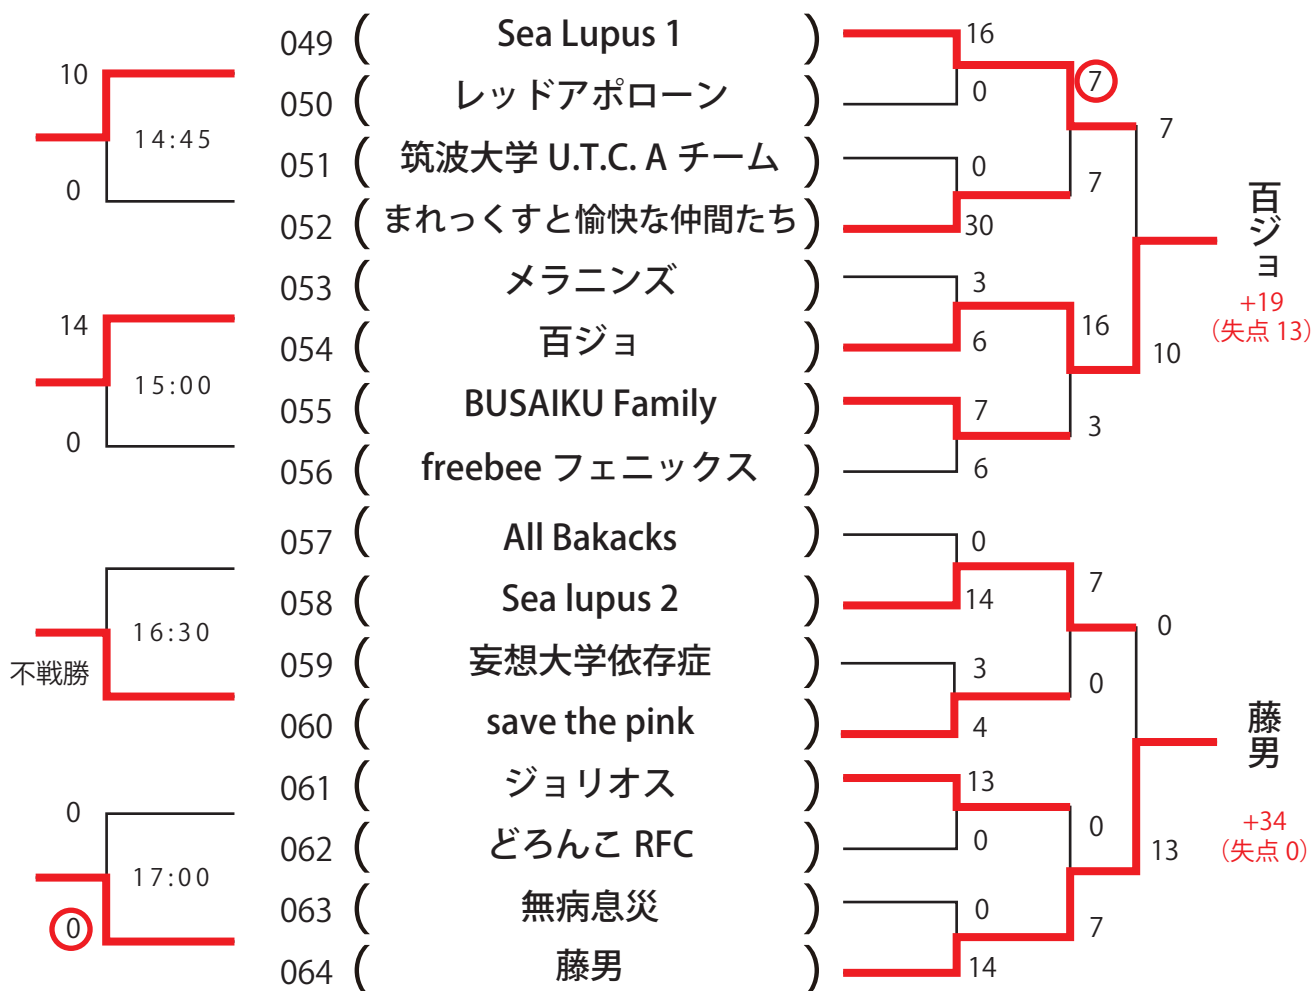 10
14:45
0
14
15:00
0
16:30
不戦勝
0
17:00
0
049 ( Sea Lupus 1 )
050 ( レッドアポローン )
051 ( 筑波大学 U.T.C. A チーム )
052 ( まれっくすと愉快な仲間たち )
053 ( メラニンズ )
054 ( 百ジョ )
055 ( BUSAIKU Family )
056 ( freebee フェニックス )
057 ( All Bakacks )
058 ( Sea lupus 2 )
059 ( 妄想大学依存症 )
060 ( save the pink )
061 ( ジョリオス )
062 ( どろんこ RFC )
063 ( 無病息災 )
064 ( 藤男 )
16
0
0
30
3
6
7
6
0
14
3
4
13
0
0
14
7
7
16
3
7
0
0
7
7
10
0
13
百ジョ
+19
（失点 13）
藤男
+34
（失点 0）